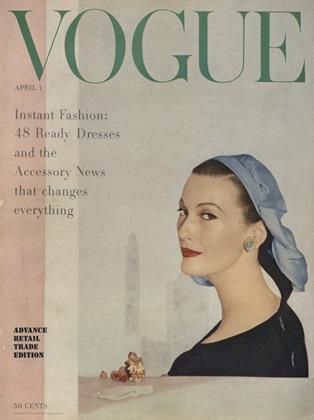 VOGUE
APRIL 1
Instant Fashion:
48 Ready Dresses
and the
Accessory News
that changes
everything
ADVANCE
RETAIL
TRADE
EDITION
50 CENTS